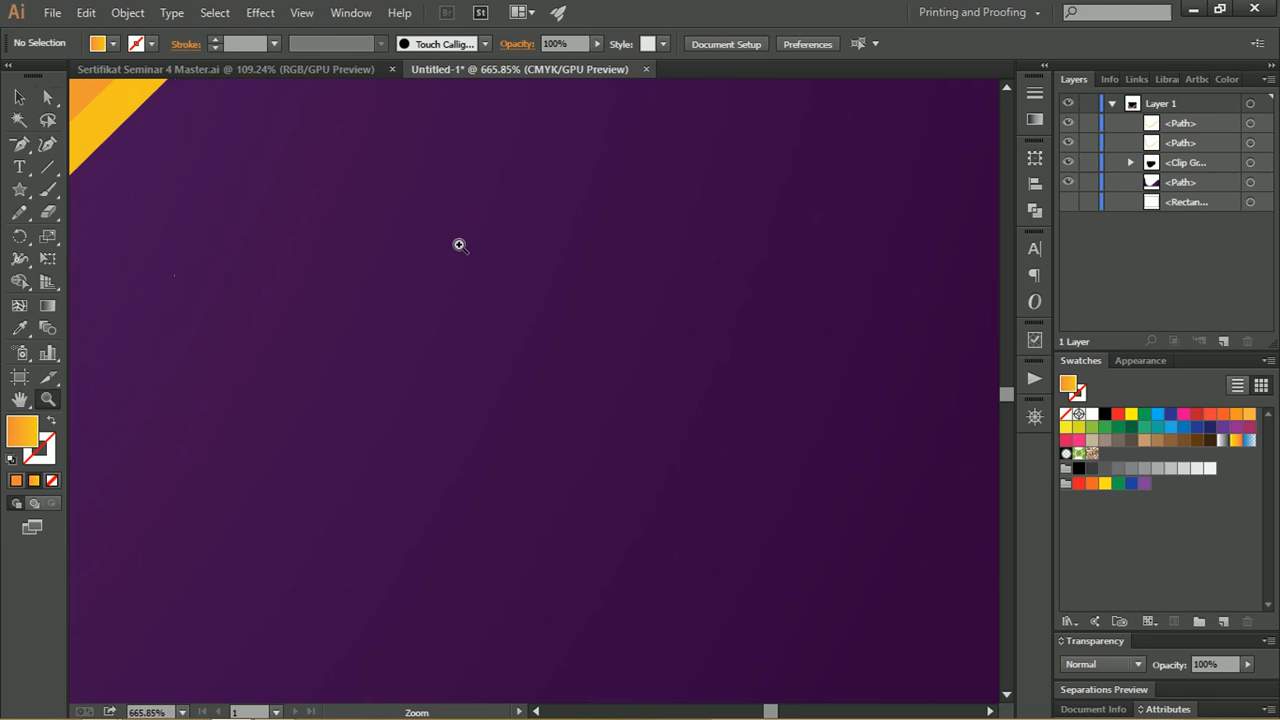 Ai File Edit Object Type Select Effect View Window Help Br St Printing and Proofing
No Selection Stroke: Touch Callig... Opacity: 100% Style: Document Setup Preferences
Sertifikat Seminar 4 Master.ai @ 109.24% (RGB/GPU Preview) × Untitled-1* @ 665.85% (CMYK/GPU Preview) ×
Layers Info Links Librar Artbc Color
Layer 1
<Path>
<Path>
<Clip Gr...
<Path>
<Rectan...
1 Layer
Swatches Appearance
Transparency
Normal Opacity: 100%
Separations Preview
Document Info Attributes
665.85% 1 Zoom